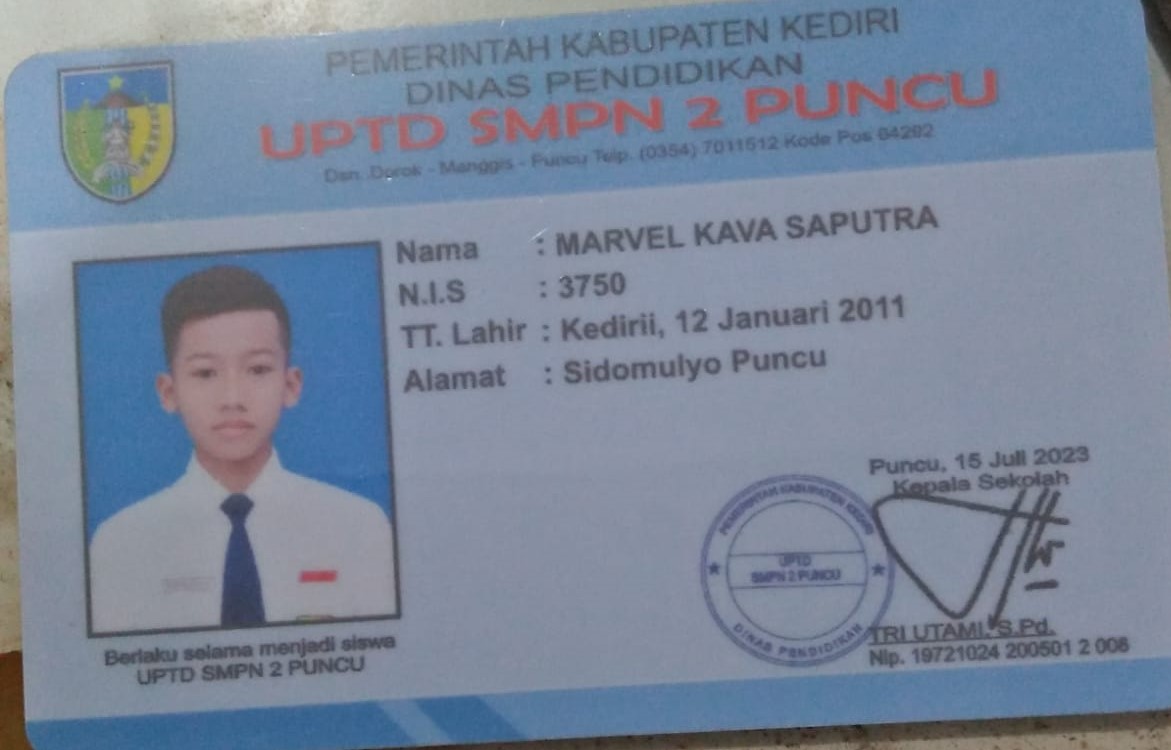 PEMERINTAH KABUPATEN KEDIRI
DINAS PENDIDIKAN
UPTD SMPN 2 PUNCU
Dsn. Dorok - Manggis - Puncu Telp. (0354) 7011512 Kode Pos 64292
Nama : MARVEL KAVA SAPUTRA
N.I.S : 3750
TT. Lahir : Kedirii, 12 Januari 2011
Alamat : Sidomulyo Puncu
Puncu, 15 Juli 2023
Kepala Sekolah
PEMERINTAH KABUPATEN KEDIRI
UPTD
SMPN 2 PUNCU
DINAS PENDIDIKAN
TRI UTAMI, S.Pd.
Nip. 19721024 200501 2 008
Berlaku selama menjadi siswa
UPTD SMPN 2 PUNCU